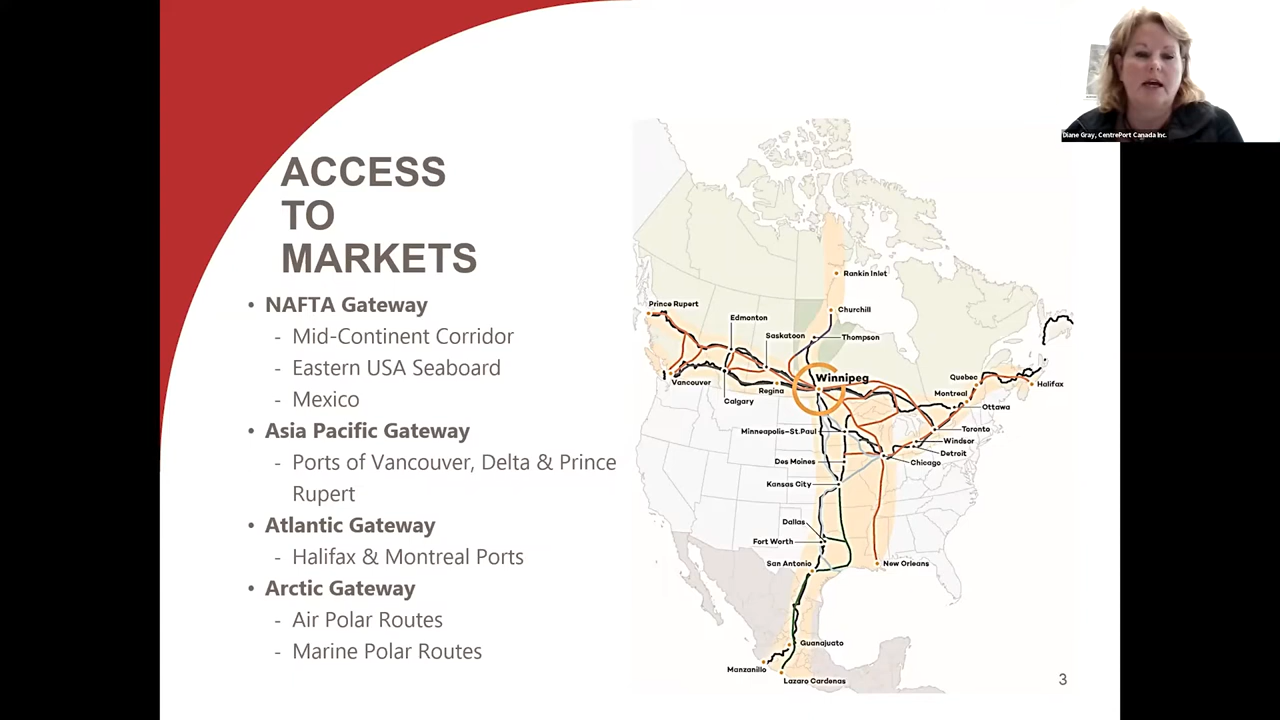 Diane Gray, CentrePort Canada Inc.
ACCESS
TO
MARKETS
• NAFTA Gateway
- Mid-Continent Corridor
- Eastern USA Seaboard
- Mexico
• Asia Pacific Gateway
- Ports of Vancouver, Delta & Prince
Rupert
• Atlantic Gateway
- Halifax & Montreal Ports
• Arctic Gateway
- Air Polar Routes
- Marine Polar Routes
Rankin Inlet
Prince Rupert
Churchill
Edmonton
Saskatoon
Thompson
Winnipeg
Quebec
Vancouver
Regina
Halifax
Montreal
Calgary
Ottawa
Minneapolis-St.Paul
Toronto
Windsor
Detroit
Des Moines
Chicago
Kansas City
Dallas
Fort Worth
San Antonio
New Orleans
Guanajuato
Manzanillo
Lazaro Cardenas
3